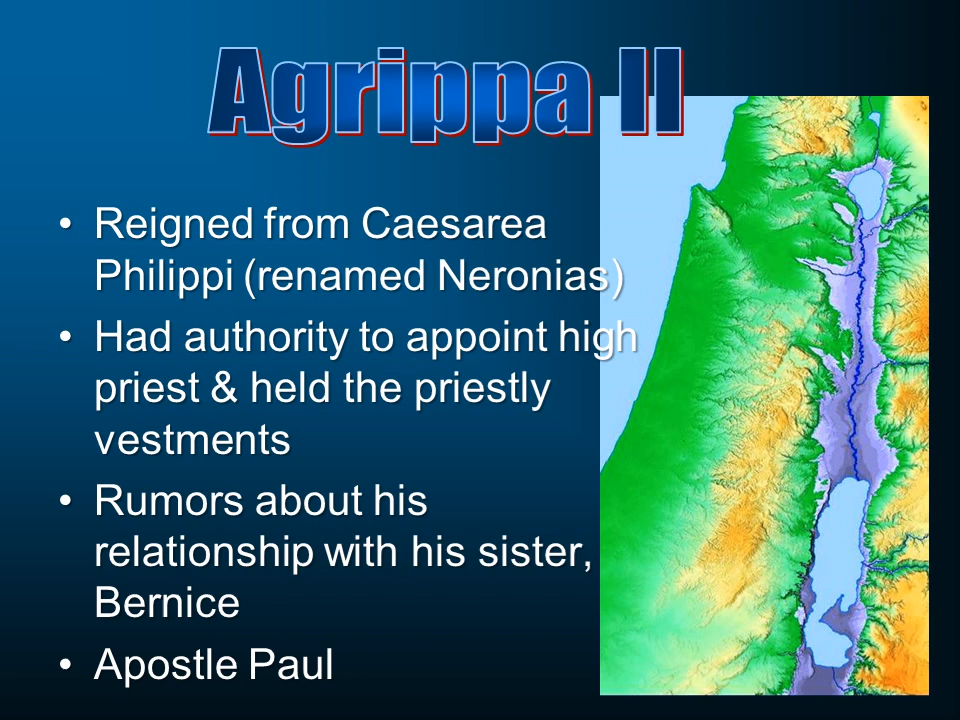 Agrippa II
• Reigned from Caesarea
Philippi (renamed Neronias)
• Had authority to appoint high
priest & held the priestly
vestments
• Rumors about his
relationship with his sister,
Bernice
• Apostle Paul